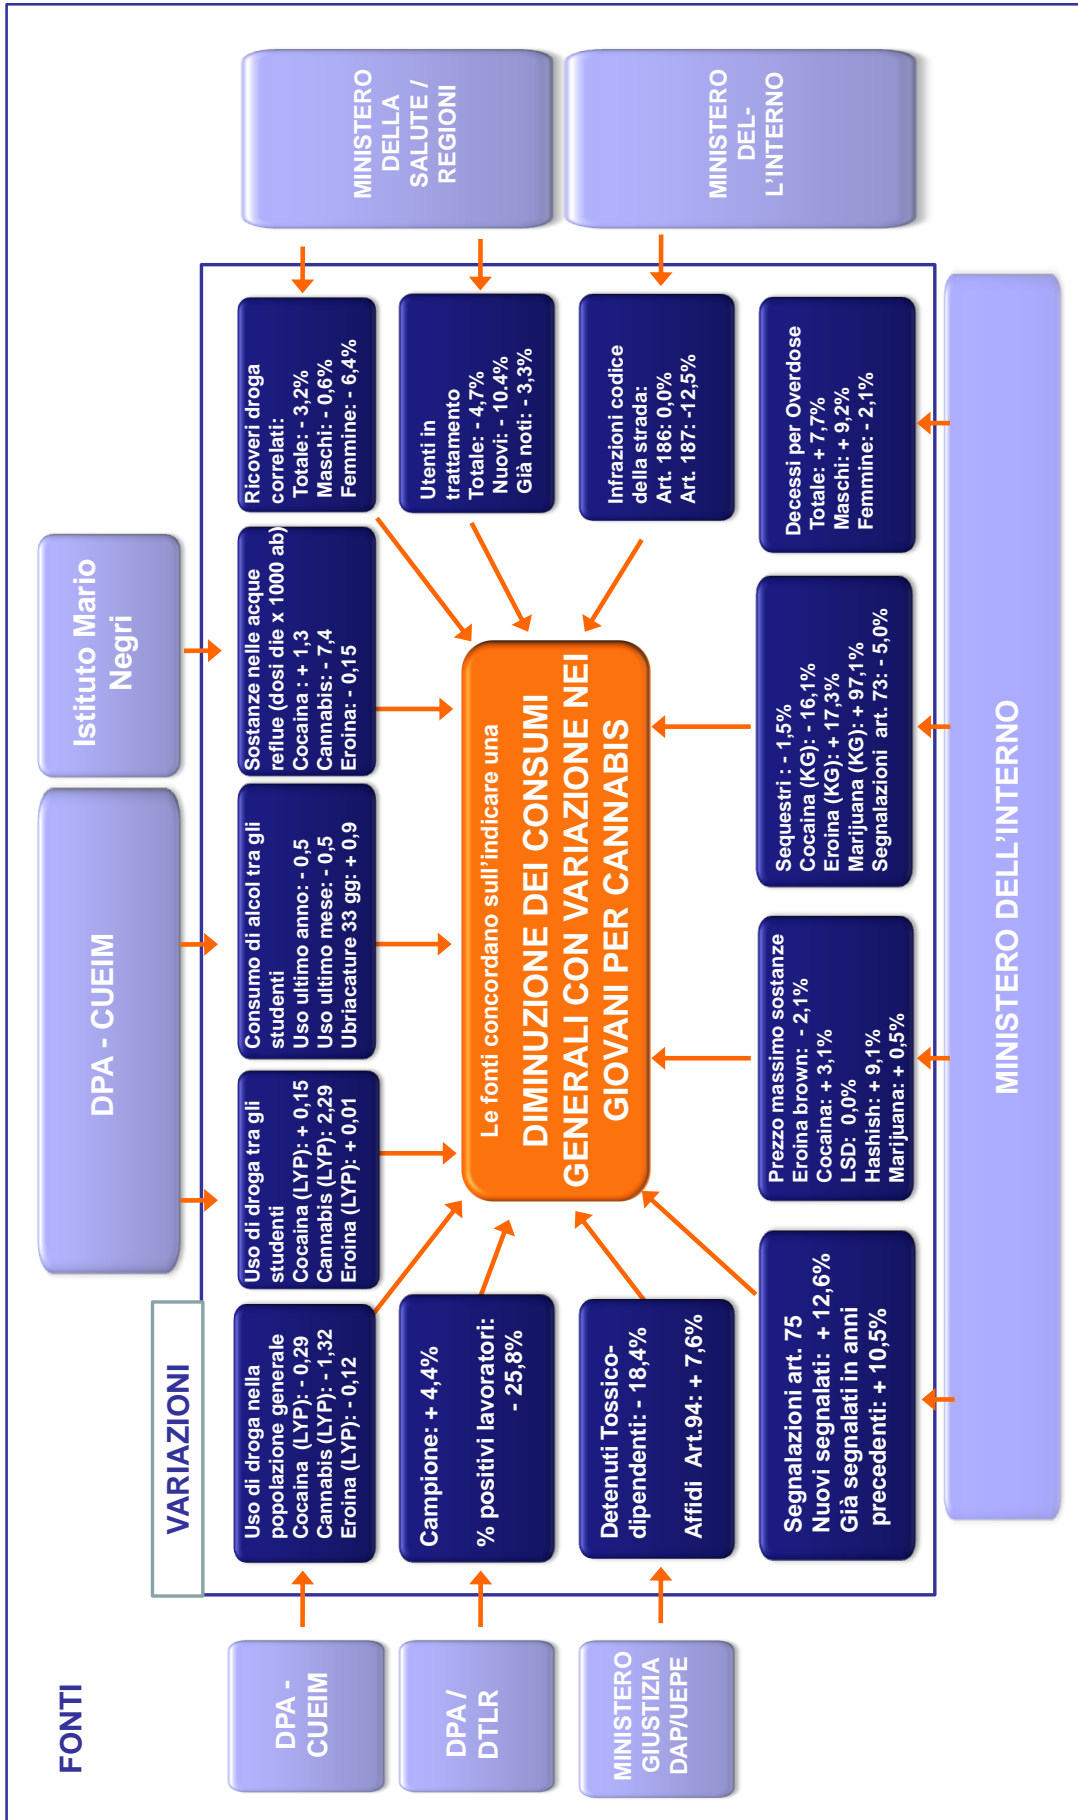 FONTI
VARIAZIONI
DPA - CUEIM
Istituto Mario
Negri
DPA -
CUEIM
DPA /
DTLR
MINISTERO
GIUSTIZIA
DAP/UEPE
Uso di droga nella
popolazione generale
Cocaina (LYP): - 0,29
Cannabis (LYP): - 1,32
Eroina (LYP): - 0,12
Uso di droga tra gli
studenti
Cocaina (LYP): + 0,15
Cannabis (LYP): 2,29
Eroina (LYP): + 0,01
Consumo di alcol tra gli
studenti
Uso ultimo anno: - 0,5
Uso ultimo mese: - 0,5
Ubriacature 33 gg: + 0,9
Sostanze nelle acque
reflue (dosi die x 1000 ab)
Cocaina : + 1,3
Cannabis: - 7,4
Eroina: - 0,15
Ricoveri droga
correlati:
Totale: - 3,2%
Maschi: - 0,6%
Femmine: - 6,4%
MINISTERO
DELLA
SALUTE /
REGIONI
Campione: + 4,4%
% positivi lavoratori:
- 25,8%
Le fonti concordano sull'indicare una
DIMINUZIONE DEI CONSUMI
GENERALI CON VARIAZIONE NEI
GIOVANI PER CANNABIS
Utenti in
trattamento
Totale: - 4,7%
Nuovi: - 10.4%
Già noti: - 3,3%
Detenuti Tossico-
dipendenti: - 18,4%
Affidi Art.94: + 7,6%
Infrazioni codice
della strada:
Art. 186: 0,0%
Art. 187: -12,5%
MINISTERO
DEL-
L'INTERNO
Segnalazioni art. 75
Nuovi segnalati: + 12,6%
Già segnalati in anni
precedenti: + 10,5%
Prezzo massimo sostanze
Eroina brown: - 2,1%
Cocaina: + 3,1%
LSD: 0,0%
Hashish: + 9,1%
Marijuana: + 0,5%
Sequestri : - 1,5%
Cocaina (KG): - 16,1%
Eroina (KG): + 17,3%
Marijuana (KG): + 97,1%
Segnalazioni art. 73: - 5,0%
Decessi per Overdose
Totale: + 7,7%
Maschi: + 9,2%
Femmine: - 2,1%
MINISTERO DELL'INTERNO